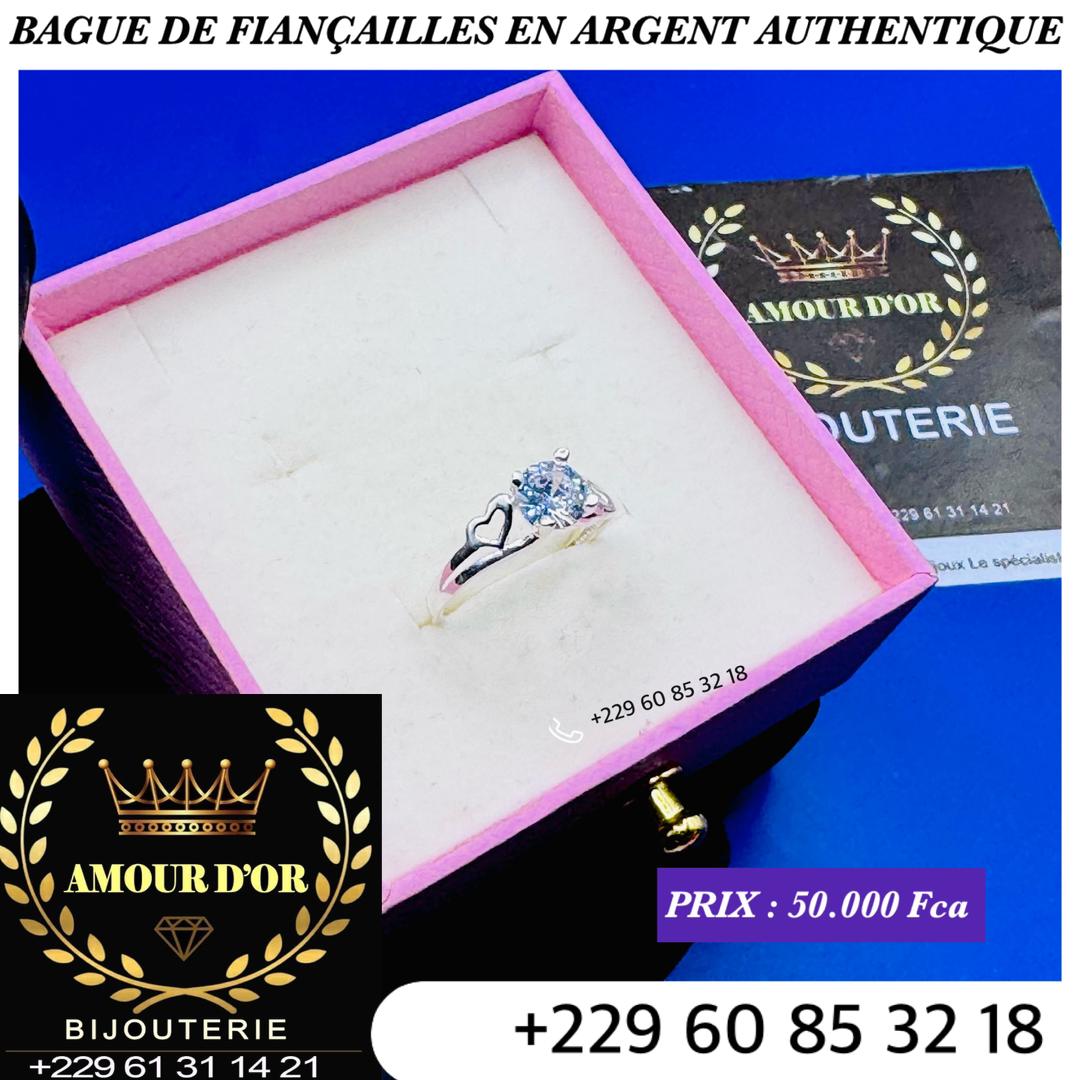 BAGUE DE FIANÇAILLES EN ARGENT AUTHENTIQUE
AMOUR D'OR
OUTERIE
229 61 31 14 21
oux Le spécialist
+229 60 85 32 18
AMOUR D'OR
BIJOUTERIE
+229 61 31 14 21
PRIX : 50.000 Fca
+229 60 85 32 18